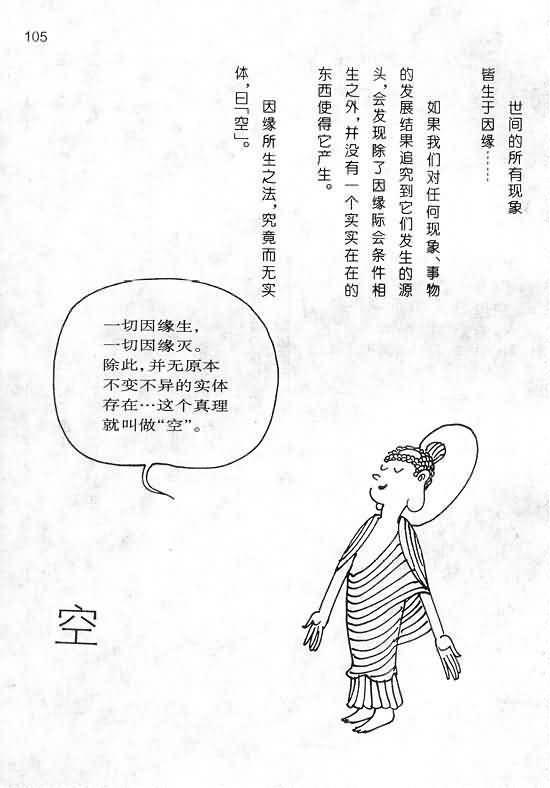 105
世间的所有现象
皆生于因缘……
如果我们对任何现象、事物
的发展结果追究到它们发生的源
头，会发现除了因缘际会条件相
生之外，并没有一个实实在在的
东西使得它产生。
因缘所生之法，究竟而无实
体，曰「空」。
一切因缘生，
一切因缘灭。
除此，并无原本
不变不异的实体
存在…这个真理
就叫做“空”。
空